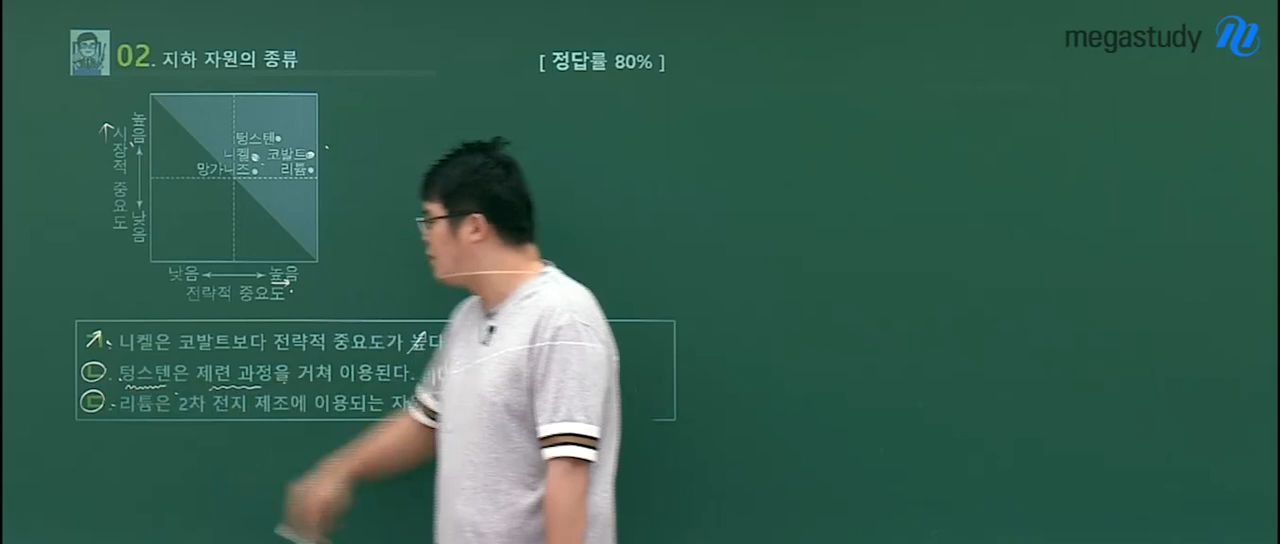 megastudy
02. 지하 자원의 종류
[ 정답률 80% ]
높음
시장적 중요도
낮음
텅스텐
니켈 코발트
망가니즈 리튬
낮음 높음
전략적 중요도
ㄱ. 니켈은 코발트보다 전략적 중요도가 높다
ㄴ. 텅스텐은 제련 과정을 거쳐 이용된다.
ㄷ. 리튬은 2차 전지 제조에 이용되는